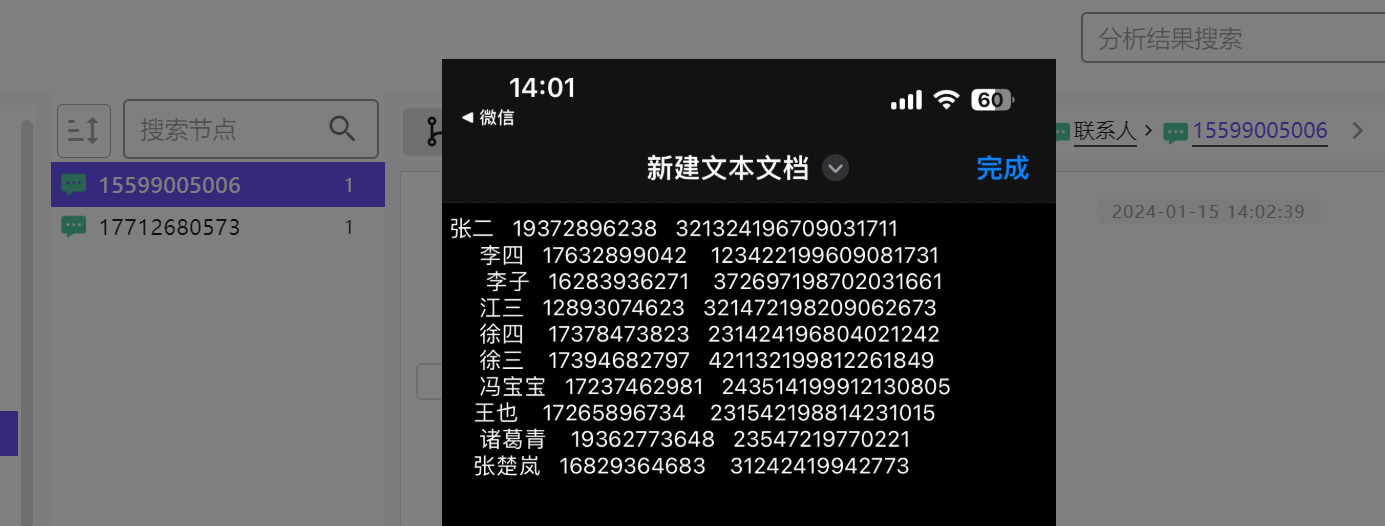 分析结果搜索
14:01
60
微信
搜索节点
联系人 > 15599005006
新建文本文档
完成
15599005006 1
2024-01-15 14:02:39
17712680573 1
张二 19372896238 321324196709031711
李四 17632899042 123422199609081731
李子 16283936271 372697198702031661
江三 12893074623 321472198209062673
徐四 17378473823 231424196804021242
徐三 17394682797 421132199812261849
冯宝宝 17237462981 243514199912130805
王也 17265896734 231542198814231015
诸葛青 19362773648 23547219770221
张楚岚 16829364683 31242419942773